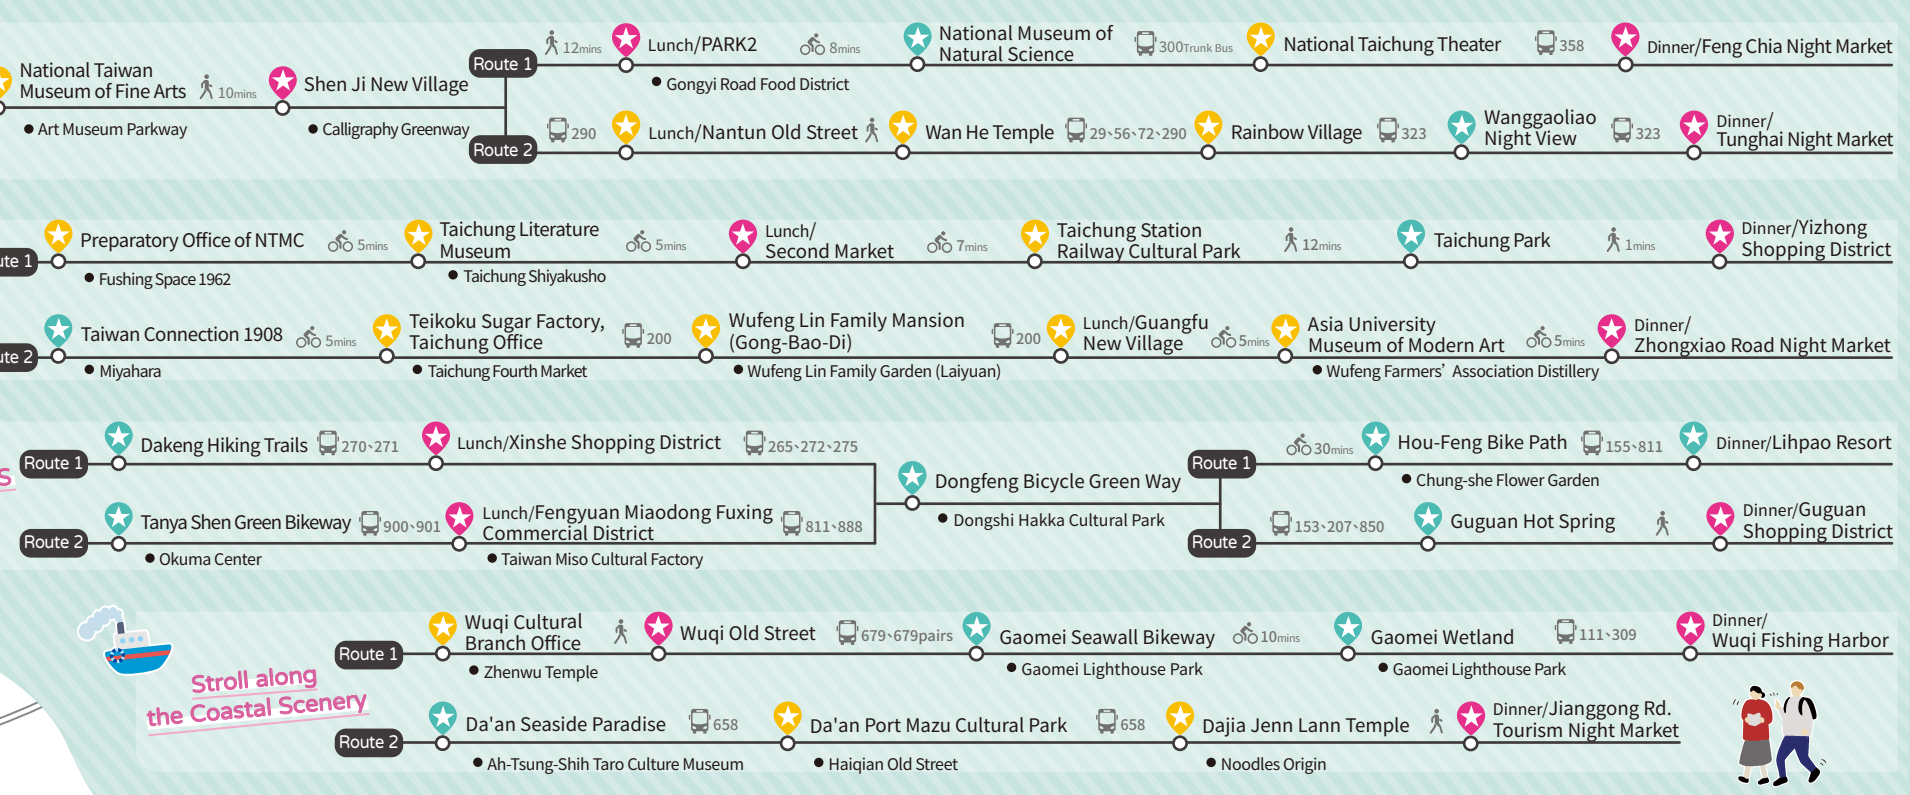 National Taiwan
Museum of Fine Arts
10mins
Art Museum Parkway
Shen Ji New Village
Calligraphy Greenway
Route 1
12mins
Lunch/PARK2
Gongyi Road Food District
8mins
National Museum of
Natural Science
300Trunk Bus
National Taichung Theater
358
Dinner/Feng Chia Night Market
Route 2
290
Lunch/Nantun Old Street
Wan He Temple
29、56、72、290
Rainbow Village
323
Wanggaoliao
Night View
323
Dinner/
Tunghai Night Market
ute 1
Preparatory Office of NTMC
Fushing Space 1962
5mins
Taichung Literature
Museum
Taichung Shiyakusho
5mins
Lunch/
Second Market
7mins
Taichung Station
Railway Cultural Park
12mins
Taichung Park
1mins
Dinner/Yizhong
Shopping District
ute 2
Taiwan Connection 1908
Miyahara
5mins
Teikoku Sugar Factory,
Taichung Office
Taichung Fourth Market
200
Wufeng Lin Family Mansion
(Gong-Bao-Di)
Wufeng Lin Family Garden (Laiyuan)
200
Lunch/Guangfu
New Village
5mins
Asia University
Museum of Modern Art
Wufeng Farmers' Association Distillery
5mins
Dinner/
Zhongxiao Road Night Market
s
Route 1
Dakeng Hiking Trails
270、271
Lunch/Xinshe Shopping District
265、272、275
Route 2
Tanya Shen Green Bikeway
Okuma Center
900、901
Lunch/Fengyuan Miaodong Fuxing
Commercial District
Taiwan Miso Cultural Factory
811、888
Dongfeng Bicycle Green Way
Dongshi Hakka Cultural Park
Route 1
30mins
Hou-Feng Bike Path
Chung-she Flower Garden
155、811
Dinner/Lihpao Resort
Route 2
153、207、850
Guguan Hot Spring
Dinner/Guguan
Shopping District
Stroll along
the Coastal Scenery
Route 1
Wuqi Cultural
Branch Office
Zhenwu Temple
Wuqi Old Street
679、679pairs
Gaomei Seawall Bikeway
Gaomei Lighthouse Park
10mins
Gaomei Wetland
Gaomei Lighthouse Park
111、309
Dinner/
Wuqi Fishing Harbor
Route 2
Da'an Seaside Paradise
Ah-Tsung-Shih Taro Culture Museum
658
Da'an Port Mazu Cultural Park
Haiqian Old Street
658
Dajia Jenn Lann Temple
Noodles Origin
Dinner/Jianggong Rd.
Tourism Night Market